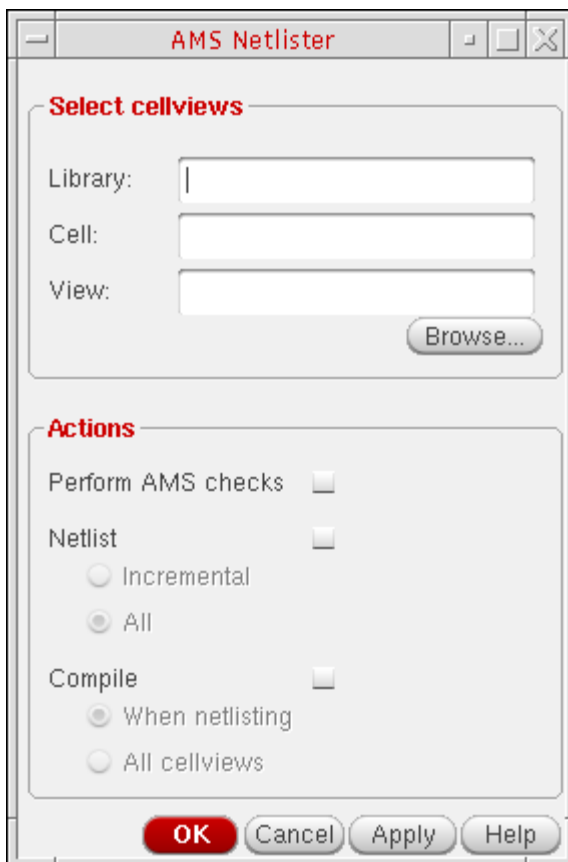 AMS Netlister
Select cellviews
Library:
Cell:
View:
Browse...
Actions
Perform AMS checks
Netlist
Incremental
All
Compile
When netlisting
All cellviews
OK Cancel Apply Help